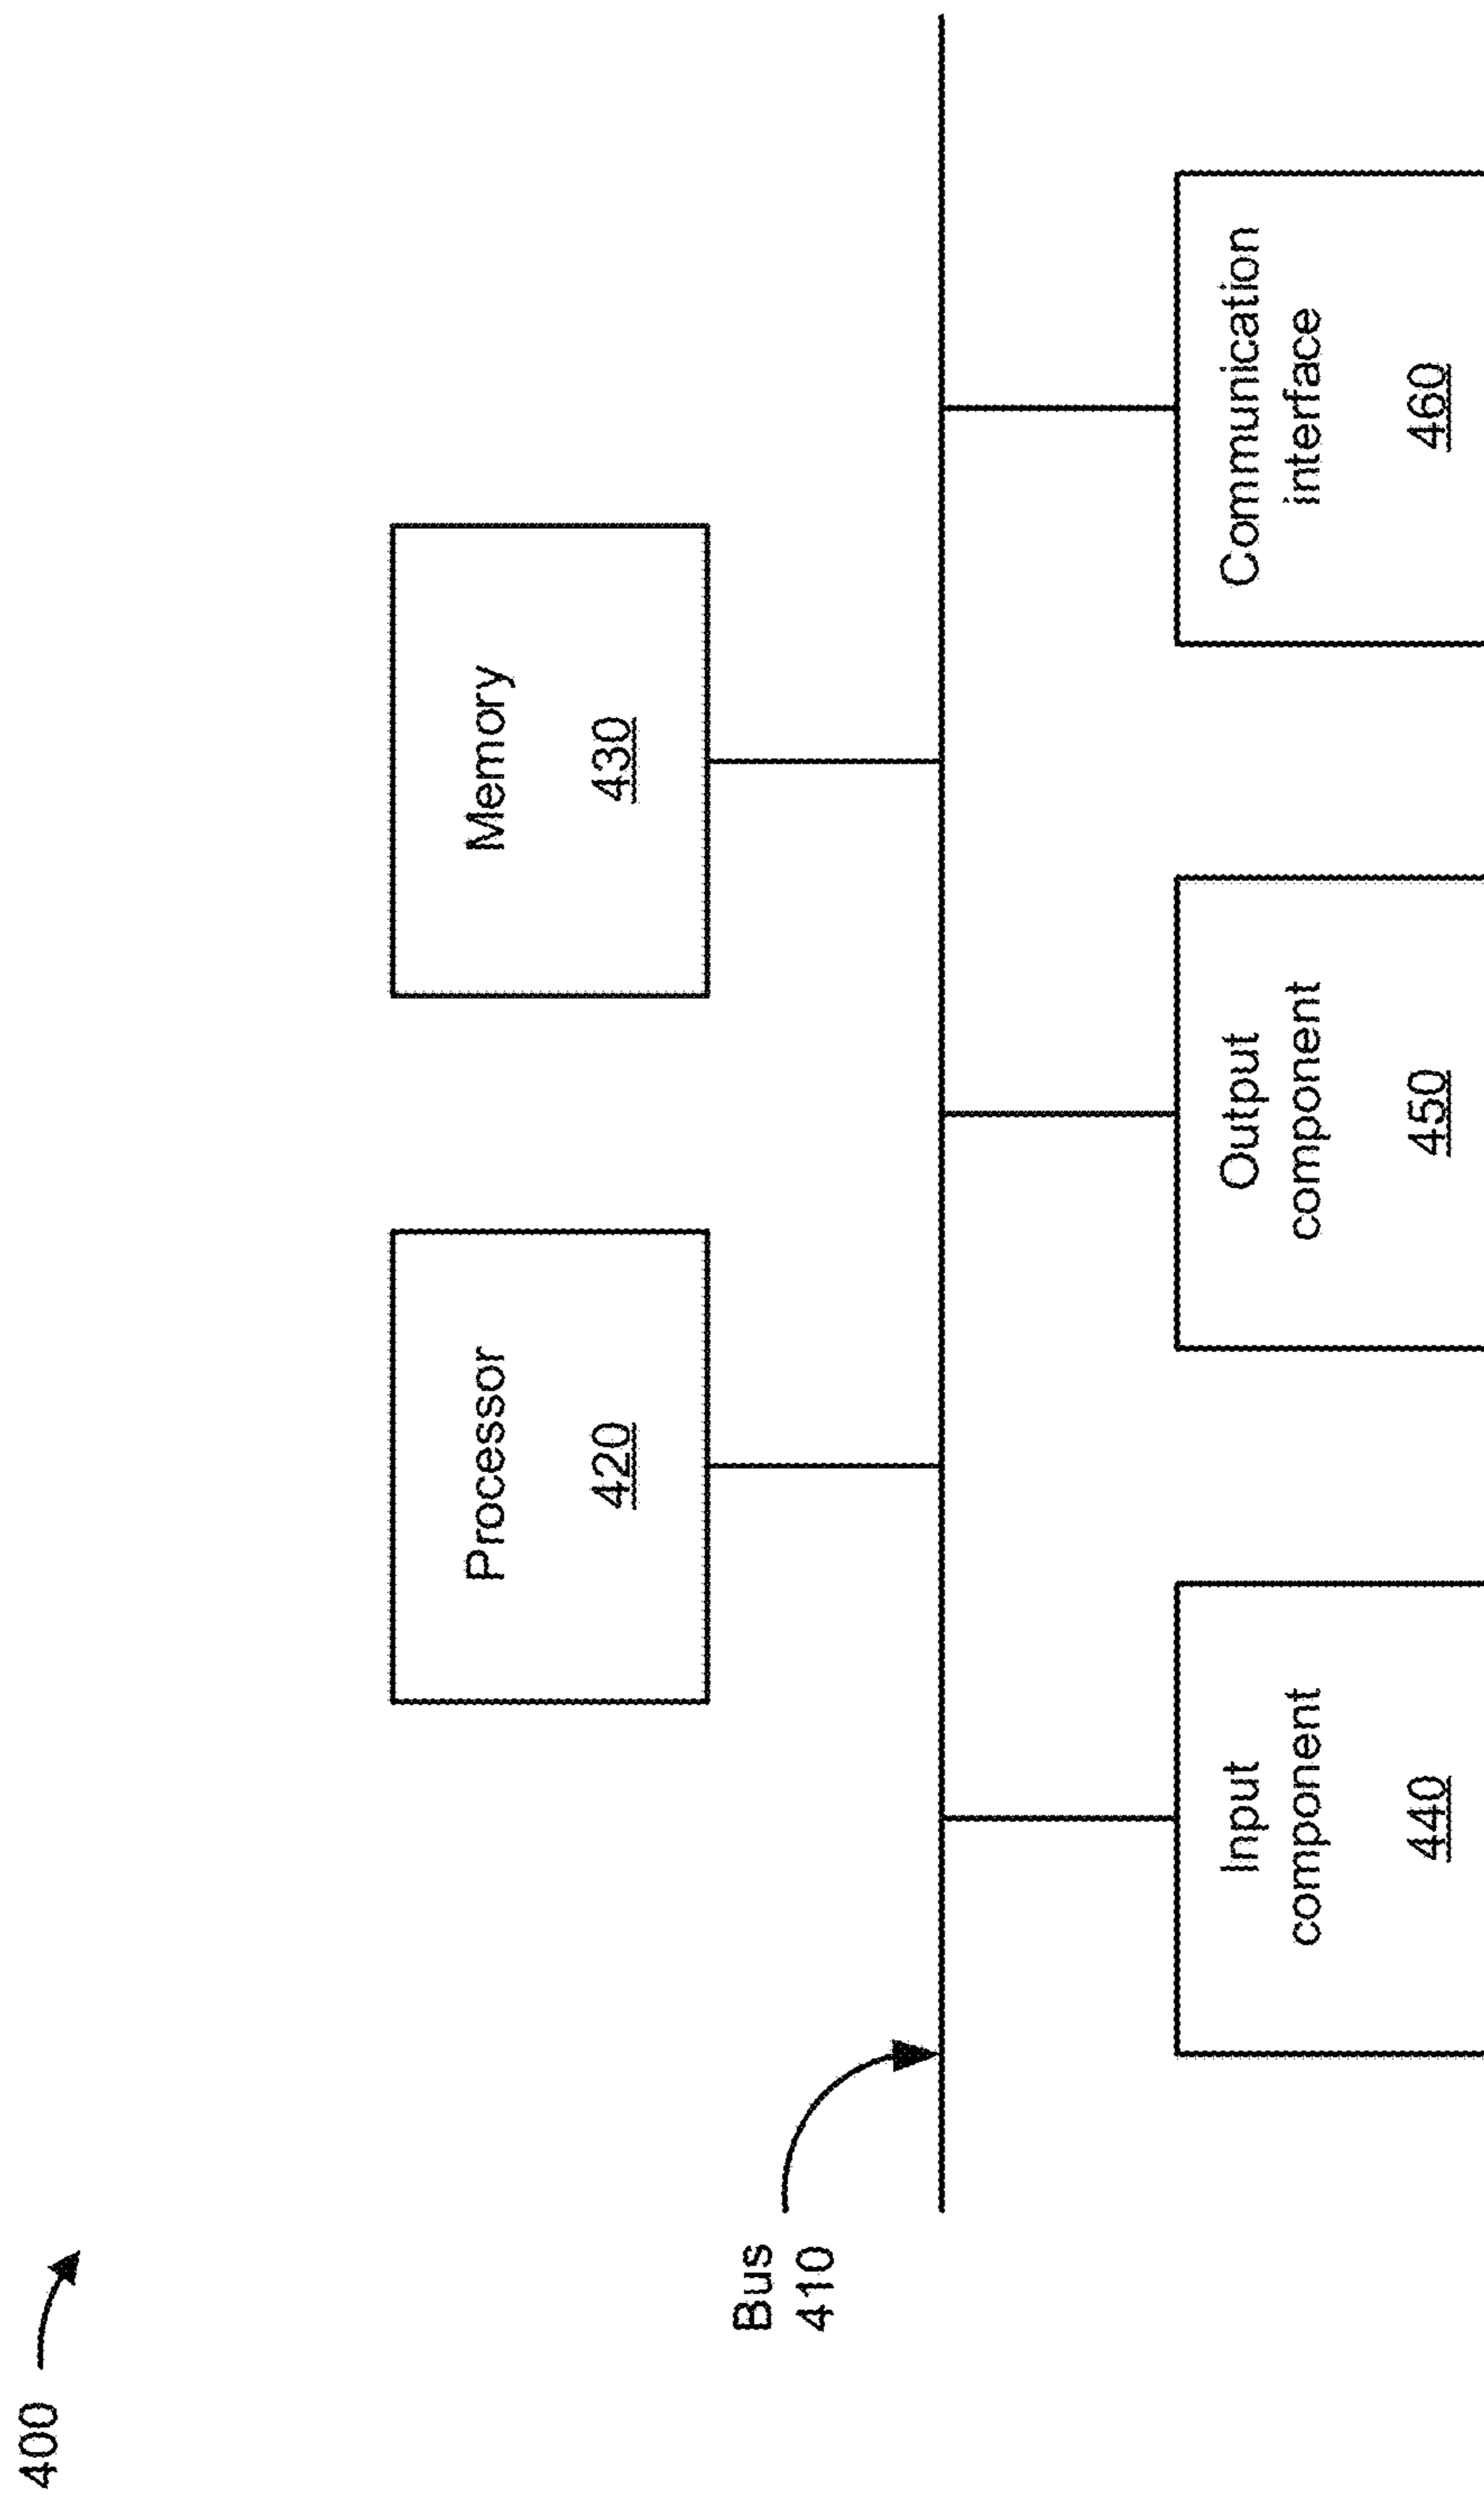 400
Processor
420
Memory
430
Bus
410
Input
component
440
Output
component
450
Communication
interface
460